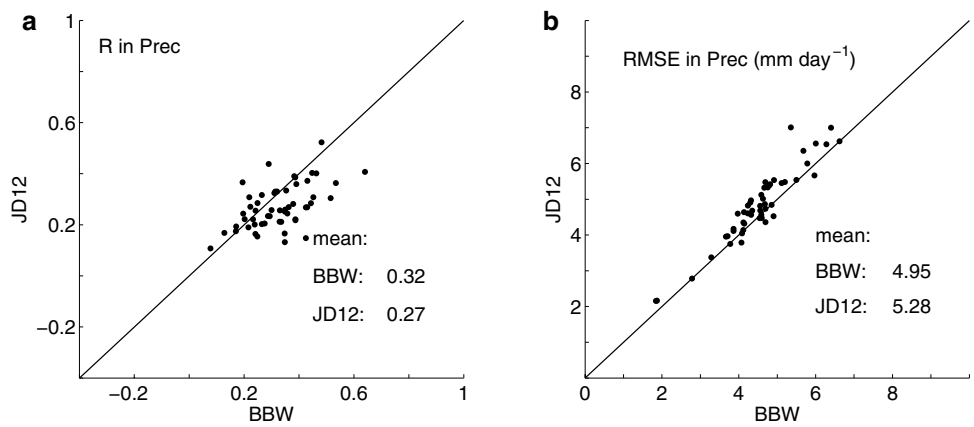 a
R in Prec
1
0.6
0.2
−0.2
JD12
mean:
BBW: 0.32
JD12: 0.27
−0.2 0.2 0.6 1
BBW
b
RMSE in Prec (mm day⁻¹)
8
6
4
2
JD12
mean:
BBW: 4.95
JD12: 5.28
0 2 4 6 8
BBW